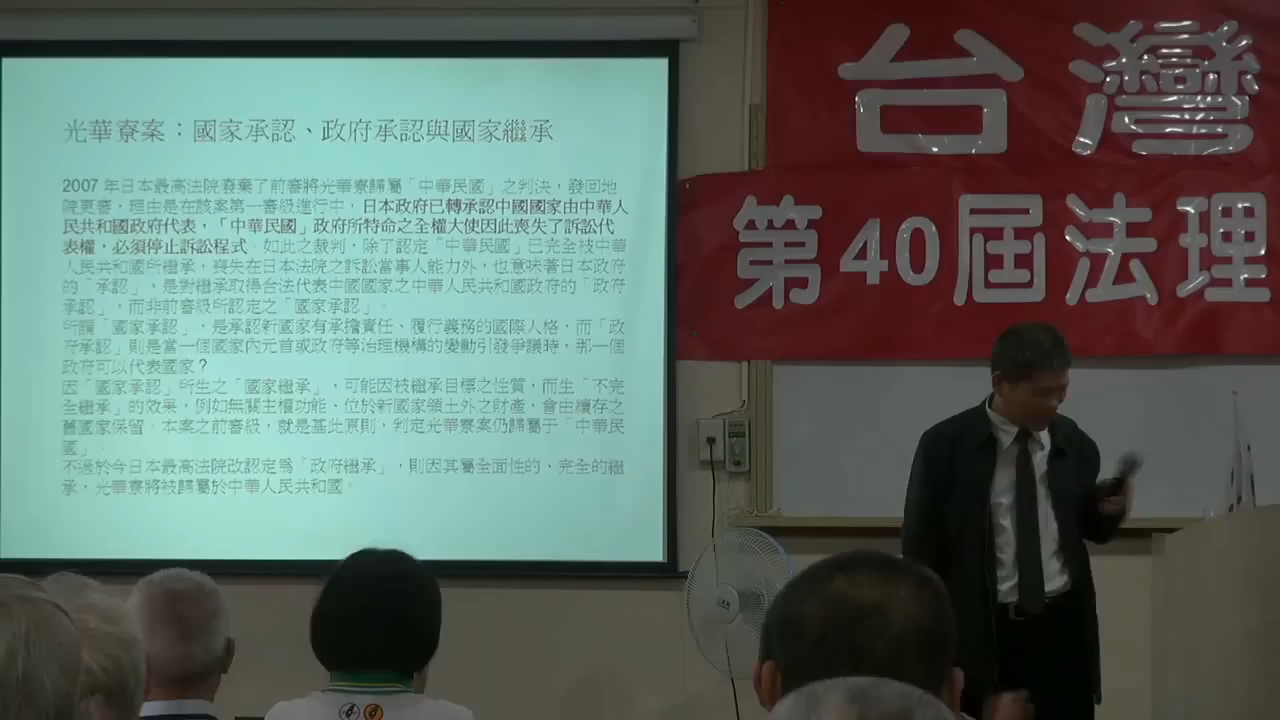 光華寮案：國家承認、政府承認與國家繼承
2007 年日本最高法院廢棄了前審將光華寮歸屬「中華民國」之判決，發回地
院更審，理由是在該案第一審級進行中，日本政府已轉承認中國國家由中華人
民共和國政府代表，「中華民國」政府所特命之全權大使因此喪失了訴訟代
表權，必須停止訴訟程式。如此之裁判，除了認定「中華民國」已完全被中華
人民共和國所繼承，喪失在日本法院之訴訟當事人能力外，也意味著日本政府
的「承認」，是對繼承取得合法代表中國國家之中華人民共和國政府的「政府
承認」，而非前審級所認定之「國家承認」。
所謂「國家承認」，是承認新國家有承擔責任、履行義務的國際人格，而「政
府承認」則是當一個國家內元首或政府等治理機構的變動引發爭議時，那一個
政府可以代表國家？
因「國家承認」所生之「國家繼承」，可能因被繼承目標之性質，而生「不完
全繼承」的效果，例如無關主權功能、位於新國家領土外之財產，會由續存之
舊國家保留。本案之前審級，就是基此原則，判定光華寮案仍歸屬于「中華民
國」。
不過於今日本最高法院改認定為「政府繼承」，則因其屬全面性的、完全的繼
承，光華寮將被歸屬於中華人民共和國。
台灣
第40屆法理